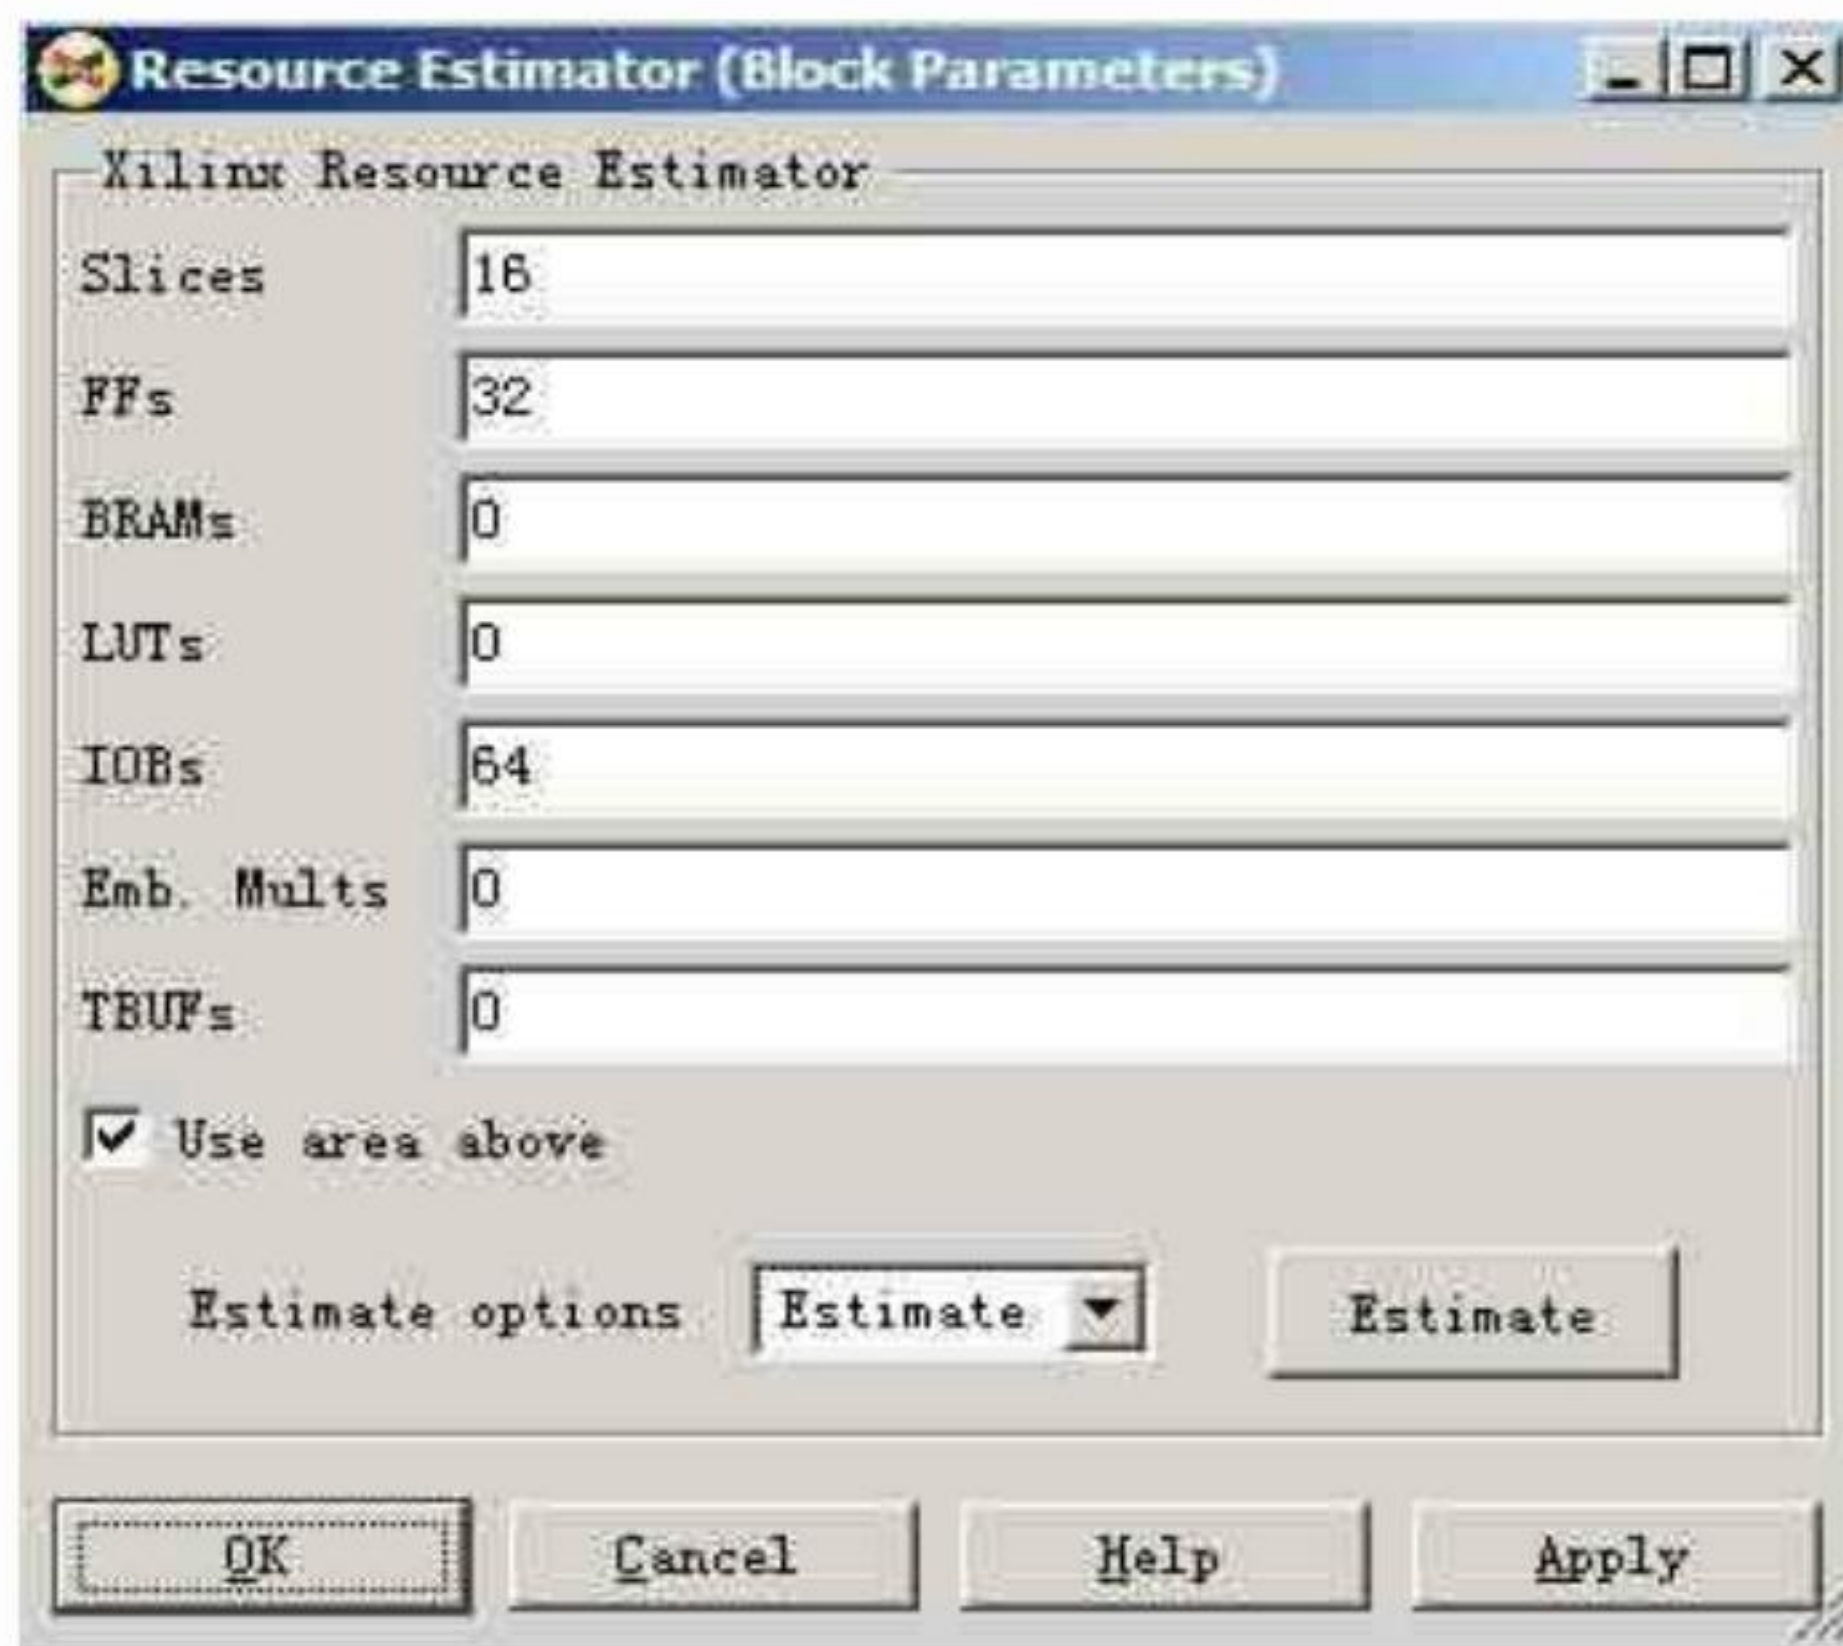 Resource Estimator (Block Parameters)
Xilinx Resource Estimator
Slices 16
FFs 32
BRAMs 0
LUTs 0
IOBs 64
Emb. Mults 0
TBUFs 0
Use area above
Estimate options Estimate Estimate
OK Cancel Help Apply